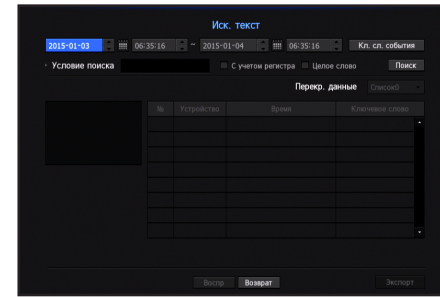 Иск. текст
2015-01-03 06:35:16 – 2015-01-04 06:35:16 Кл. сл. события
Условие поиска С учетом регистра Целое слово Поиск
Перекр. данные Список0
№ Устройство Время Ключевое слово
Воспр Возврат Экспорт